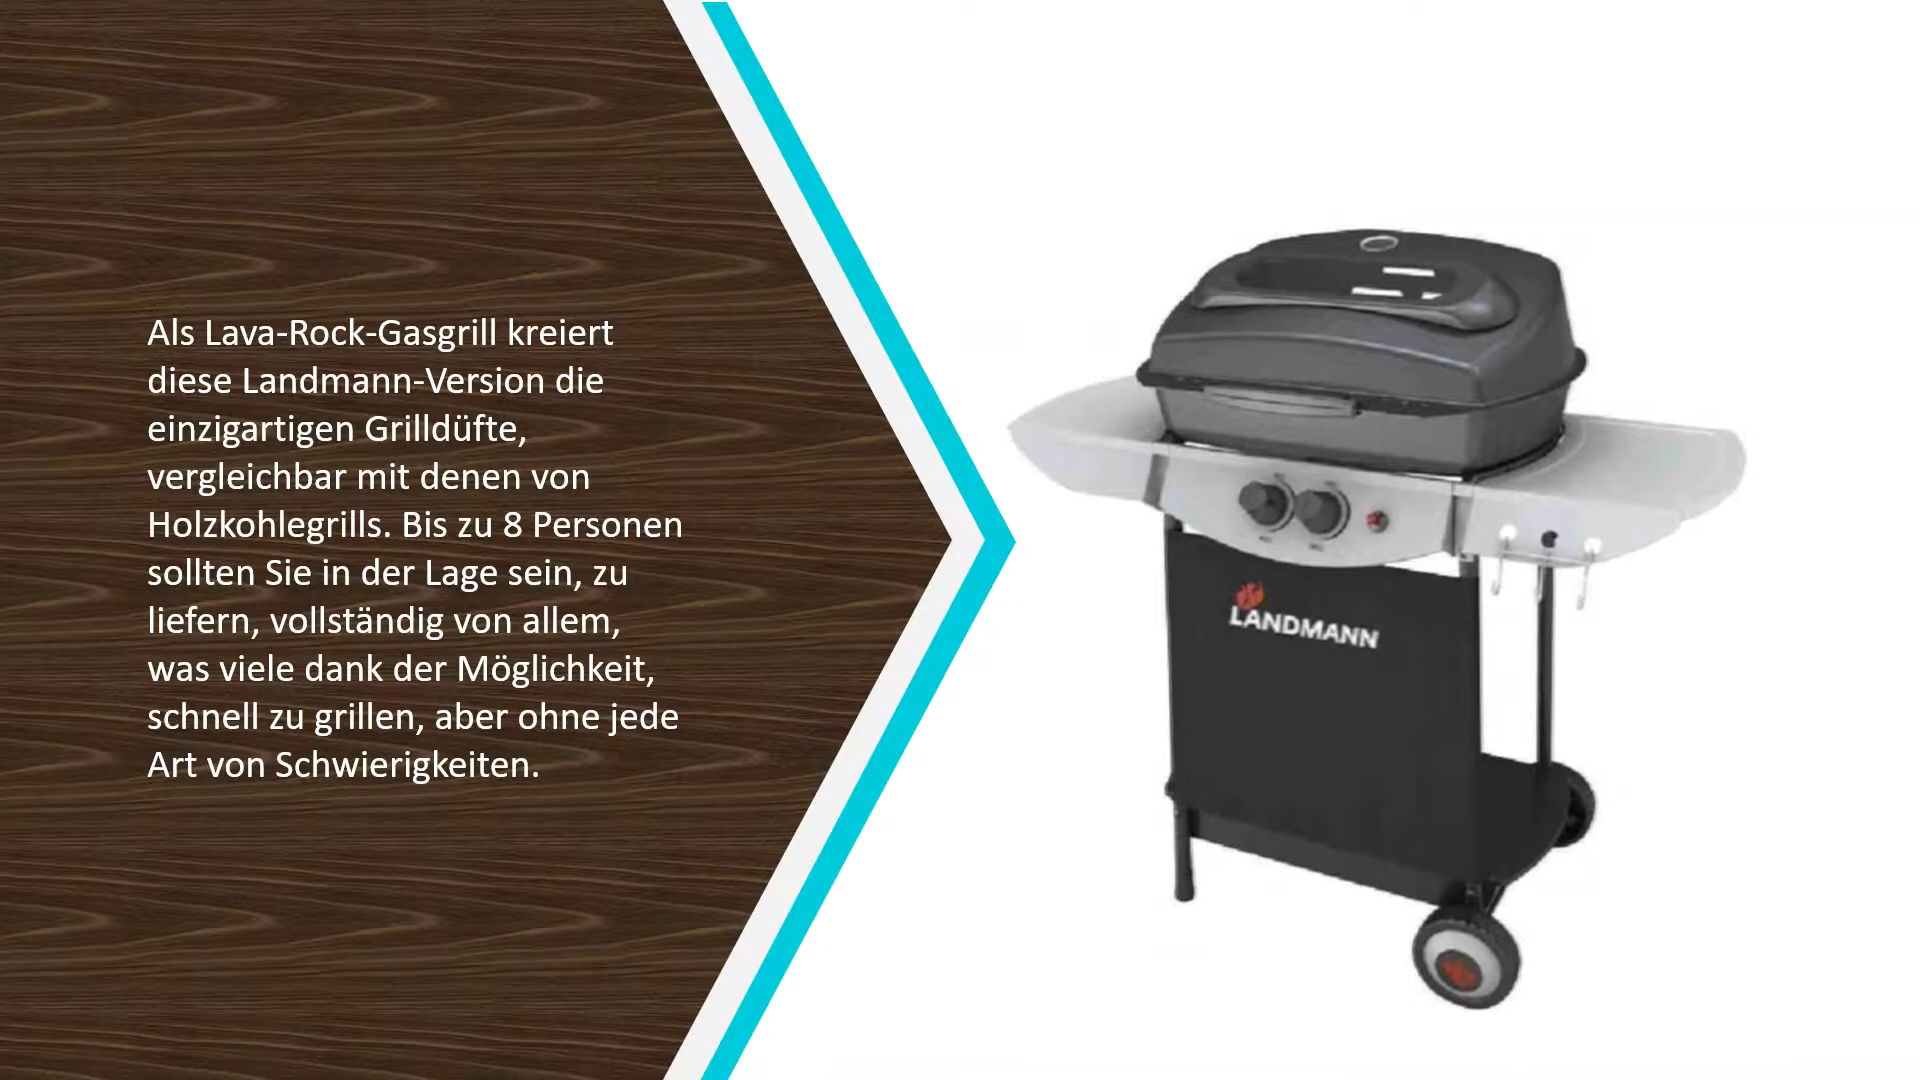 Als Lava-Rock-Gasgrill kreiert
diese Landmann-Version die
einzigartigen Grilldüfte,
vergleichbar mit denen von
Holzkohlegrills. Bis zu 8 Personen
sollten Sie in der Lage sein, zu
liefern, vollständig von allem,
was viele dank der Möglichkeit,
schnell zu grillen, aber ohne jede
Art von Schwierigkeiten.
LANDMANN